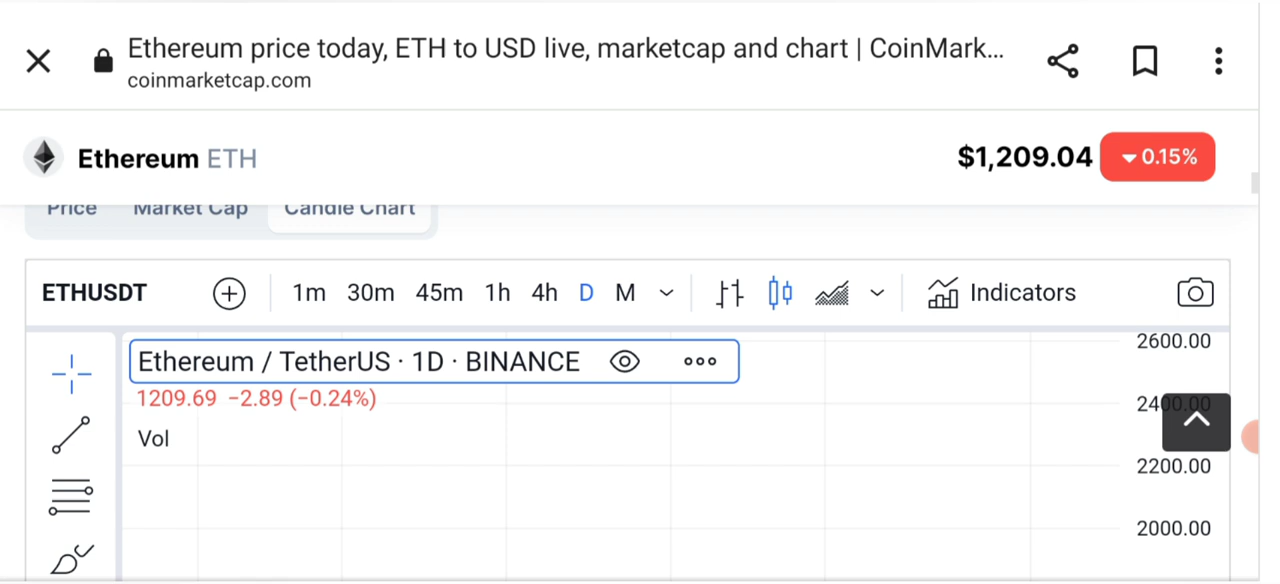 Ethereum price today, ETH to USD live, marketcap and chart | CoinMark...
coinmarketcap.com
Ethereum ETH
$1,209.04 0.15%
Price Market Cap Candle Chart
ETHUSDT 1m 30m 45m 1h 4h D M Indicators
Ethereum / TetherUS · 1D · BINANCE
1209.69 −2.89 (−0.24%)
Vol
2600.00
2400.00
2200.00
2000.00